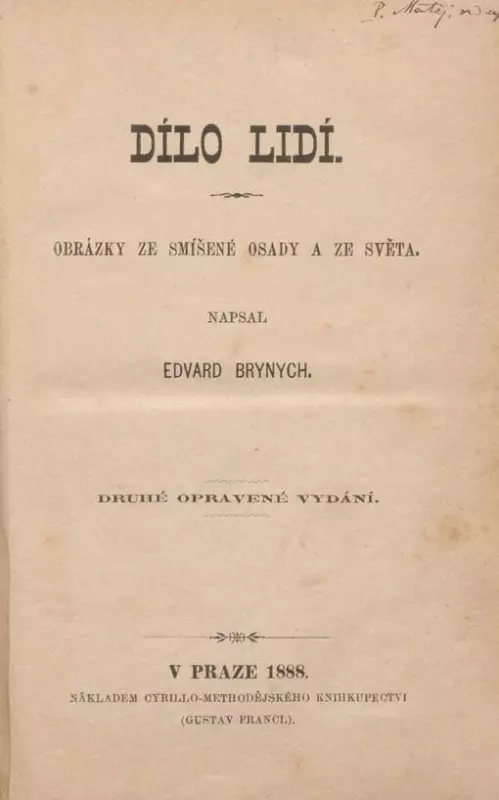 DÍLO LIDÍ.
OBRÁZKY ZE SMÍŠENÉ OSADY A ZE SVĚTA.
NAPSAL
EDVARD BRYNYCH.
DRUHÉ OPRAVENÉ VYDÁNÍ.
V PRAZE 1888.
NÁKLADEM CYRILLO-METHODĚJSKÉHO KNIHKUPECTVÍ
(GUSTAV FRANCL).